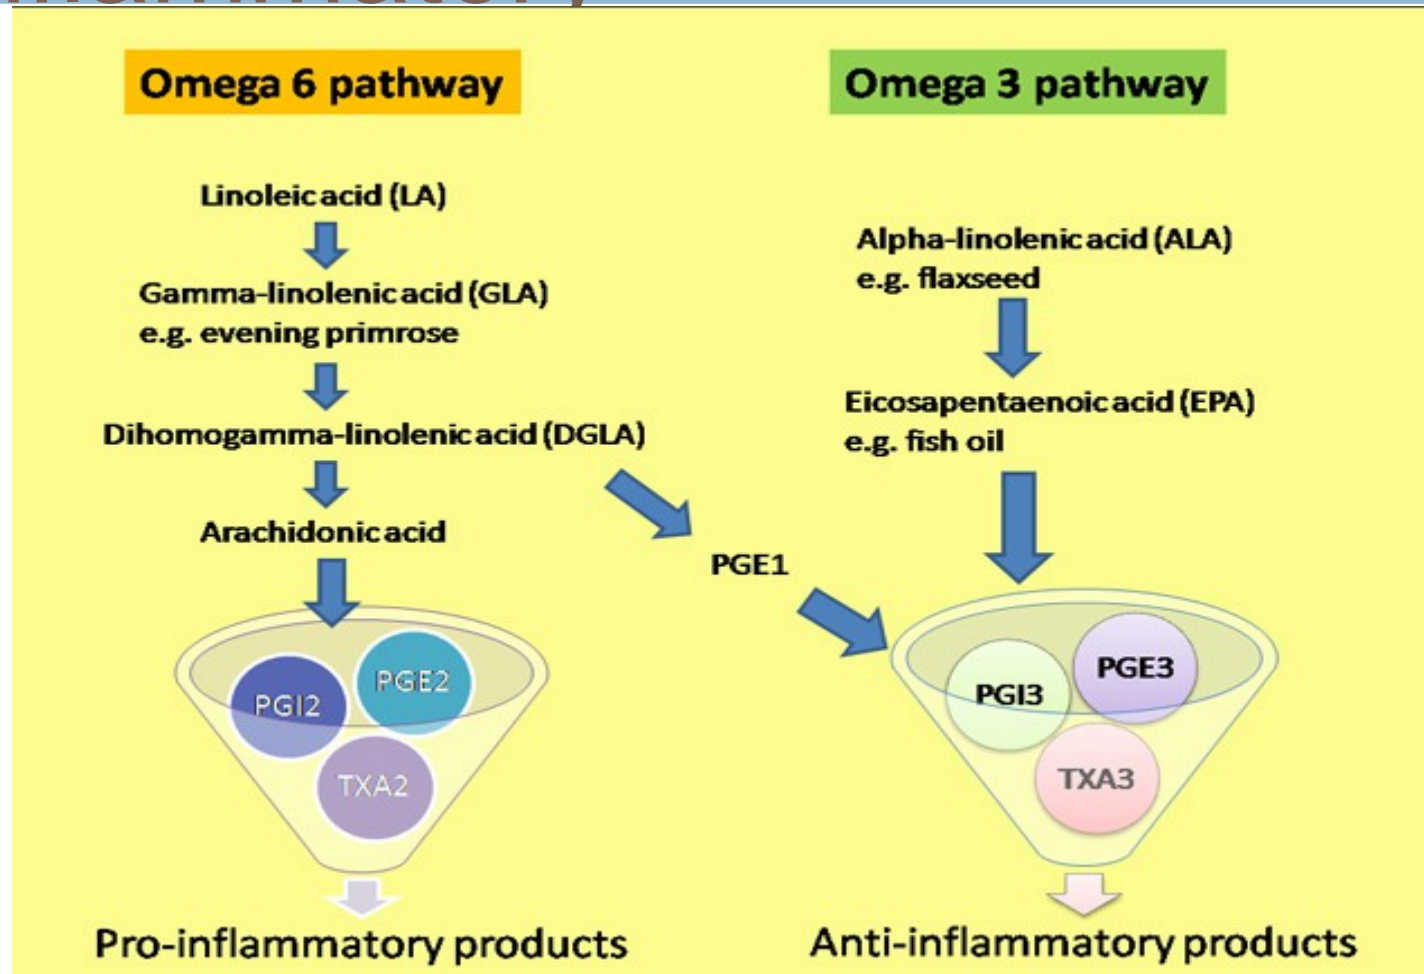 Omega 6 pathway
Linoleic acid (LA)
Gamma-linolenic acid (GLA)
e.g. evening primrose
Dihomogamma-linolenic acid (DGLA)
Arachidonic acid
PGI2
PGE2
TXA2
Pro-inflammatory products
PGE1
Omega 3 pathway
Alpha-linolenic acid (ALA)
e.g. flaxseed
Eicosapentaenoic acid (EPA)
e.g. fish oil
PGI3
PGE3
TXA3
Anti-inflammatory products